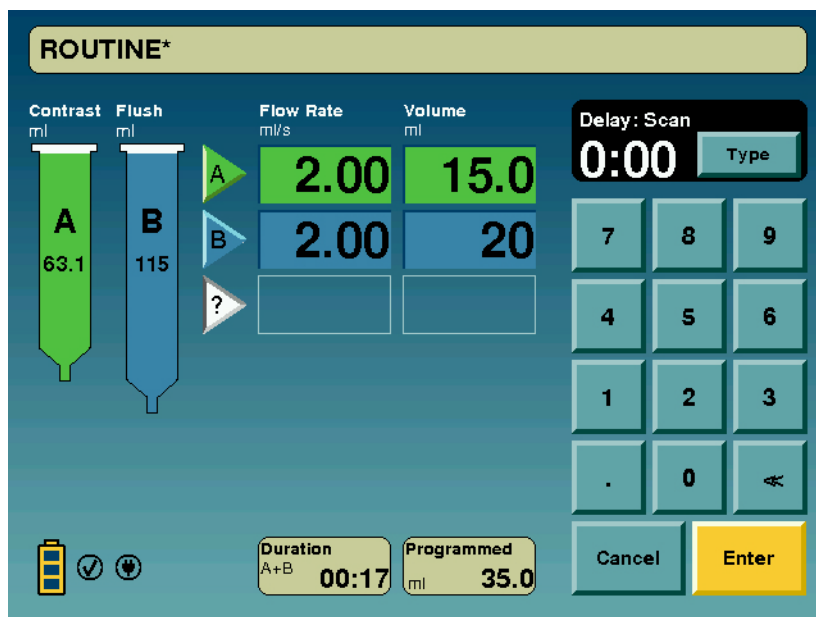 ROUTINE*
Contrast Flush Flow Rate Volume
ml ml ml/s ml
A 2.00 15.0
B 2.00 20
?
A B
63.1 115
Delay: Scan
0:00 Type
7 8 9
4 5 6
1 2 3
. 0 ≪
Duration Programmed
A+B 00:17 ml 35.0
Cancel Enter